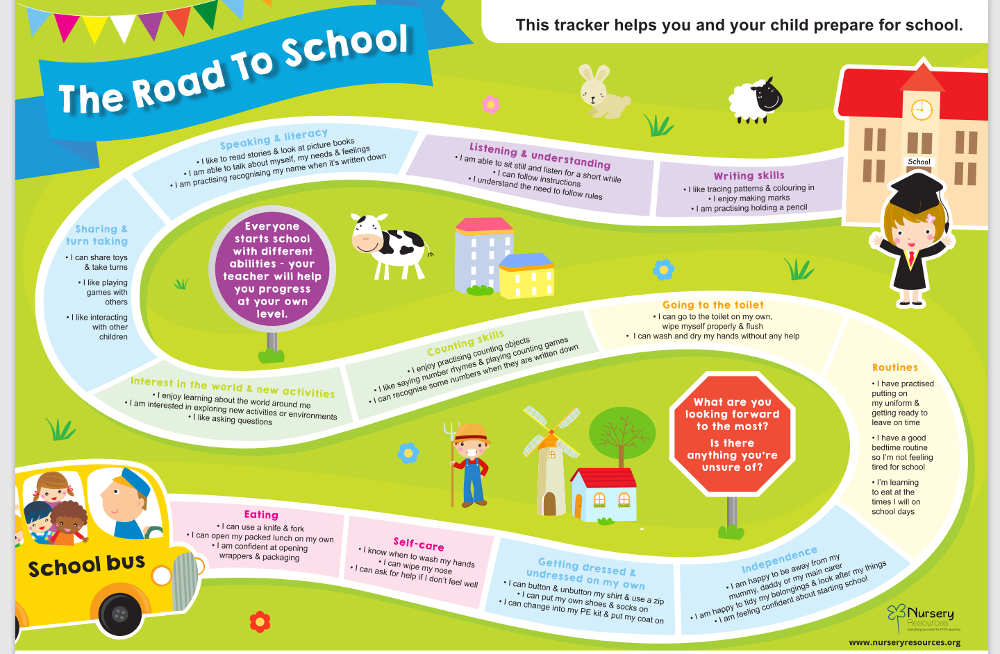 The Road To School
This tracker helps you and your child prepare for school.
School
Speaking & literacy
• I like to read stories & look at picture books
• I am able to talk about myself, my needs & feelings
• I am practising recognising my name when it's written down
Listening & understanding
• I am able to sit still and listen for a short while
• I can follow instructions
• I understand the need to follow rules
Writing skills
• I like tracing patterns & colouring in
• I enjoy making marks
• I am practising holding a pencil
Sharing &
turn taking
• I can share toys
& take turns
• I like playing
games with
others
• I like interacting
with other
children
Everyone
starts school
with different
abilities - your
teacher will help
you progress
at your own
level.
Interest in the world & new activities
• I enjoy learning about the world around me
• I am interested in exploring new activities or environments
• I like asking questions
Counting skills
• I enjoy practising counting objects
• I like saying number rhymes & playing counting games
• I can recognise some numbers when they are written down
Going to the toilet
• I can go to the toilet on my own,
wipe myself properly & flush
• I can wash and dry my hands without any help
Routines
• I have practised
putting on
my uniform &
getting ready to
leave on time
• I have a good
bedtime routine
so I'm not feeling
tired for school
• I'm learning
to eat at the
times I will on
school days
What are you
looking forward
to the most?
Is there
anything you're
unsure of?
School bus
Eating
• I can use a knife & fork
• I can open my packed lunch on my own
• I am confident at opening
wrappers & packaging
Self-care
• I know when to wash my hands
• I can wipe my nose
• I can ask for help if I don't feel well
Getting dressed &
undressed on my own
• I can button & unbutton my shirt & use a zip
• I can put my own shoes & socks on
• I can change into my PE kit & put my coat on
Independence
• I am happy to be away from my
mummy, daddy or my main carer
• I am happy to tidy my belongings & look after my things
• I am feeling confident about starting school
Nursery
Resources
Everything you need for EYFS reporting
www.nurseryresources.org